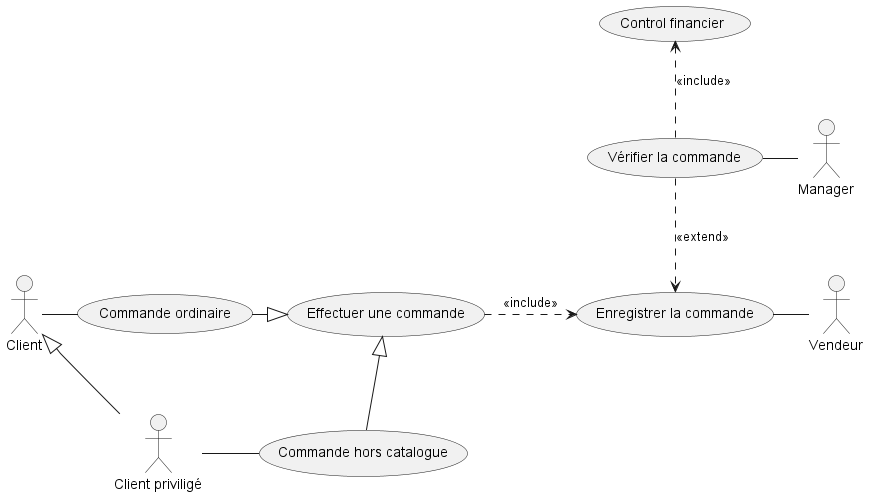 Control financier
«include»
Vérifier la commande
Manager
«extend»
Client
Commande ordinaire
Effectuer une commande
«include»
Enregistrer la commande
Vendeur
Commande hors catalogue
Client priviligé